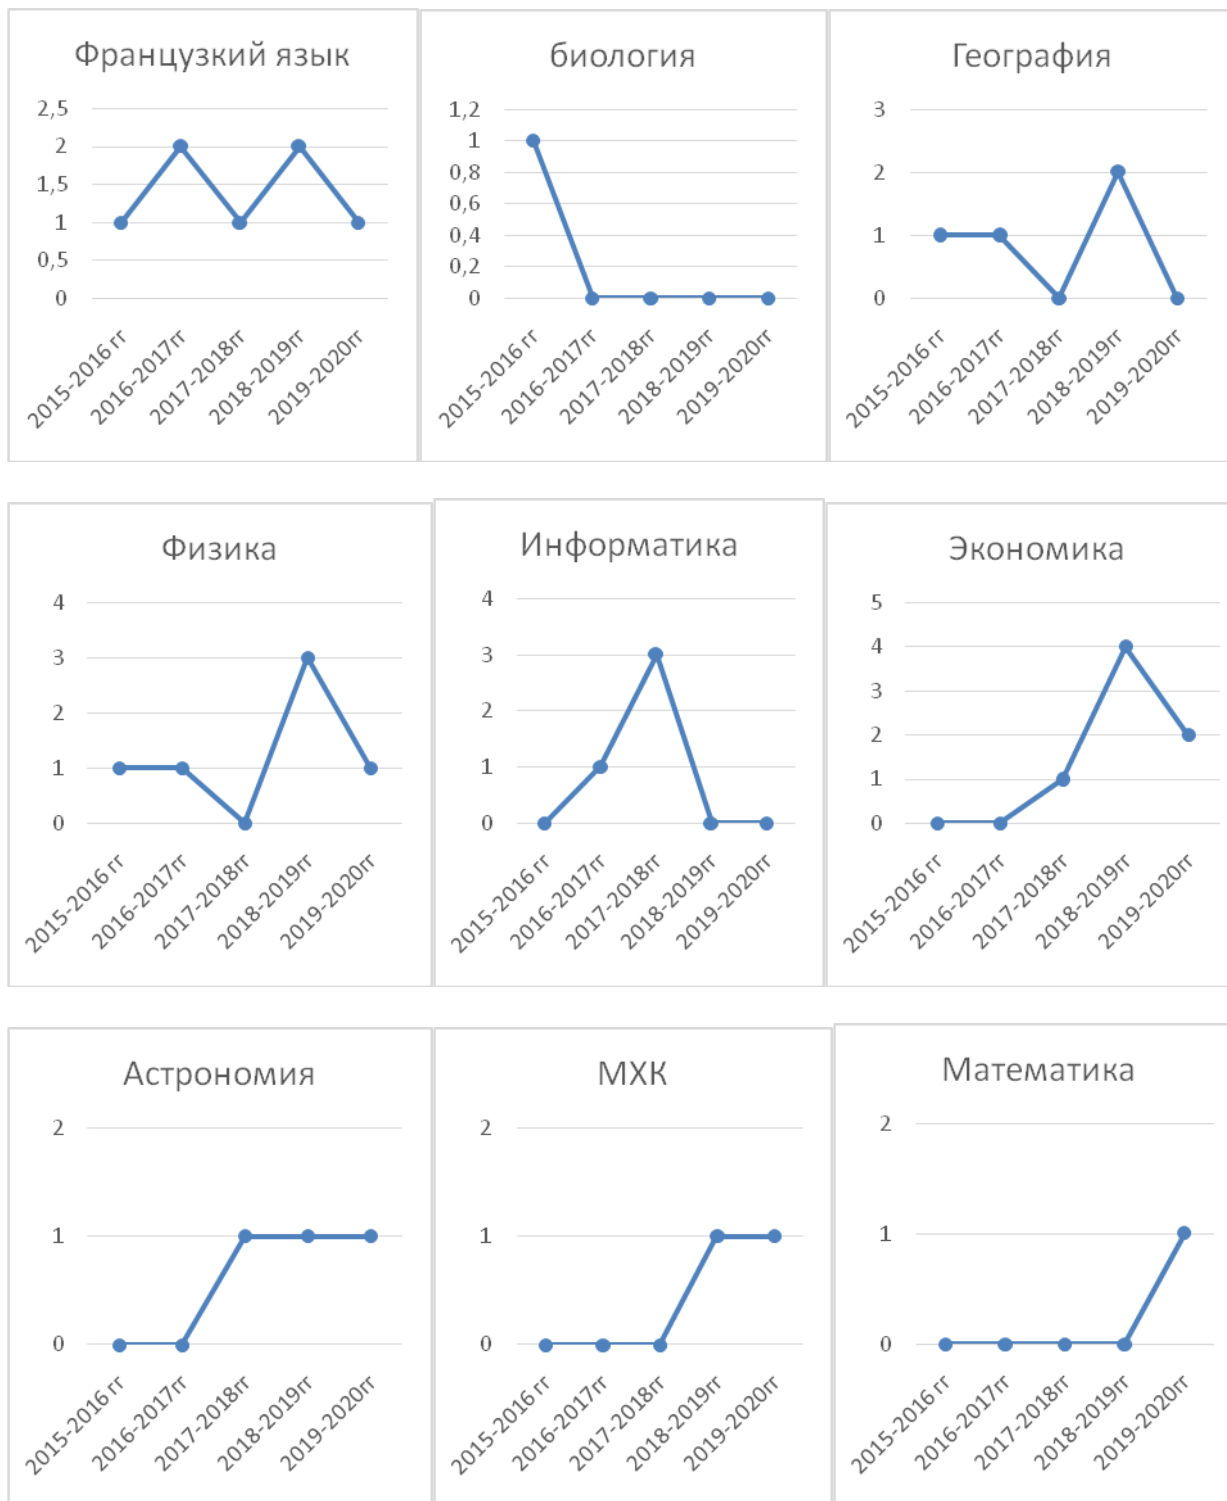 Французкий язык
2,5
2
1,5
1
0,5
0
2015-2016 гг
2016-2017гг
2017-2018гг
2018-2019гг
2019-2020гг
биология
1,2
1
0,8
0,6
0,4
0,2
0
2015-2016 гг
2016-2017гг
2017-2018гг
2018-2019гг
2019-2020гг
География
3
2
1
0
2015-2016 гг
2016-2017гг
2017-2018гг
2018-2019гг
2019-2020гг
Физика
4
3
2
1
0
2015-2016 гг
2016-2017гг
2017-2018гг
2018-2019гг
2019-2020гг
Информатика
4
3
2
1
0
2015-2016 гг
2016-2017гг
2017-2018гг
2018-2019гг
2019-2020гг
Экономика
5
4
3
2
1
0
2015-2016 гг
2016-2017гг
2017-2018гг
2018-2019гг
2019-2020гг
Астрономия
2
1
0
2015-2016 гг
2016-2017гг
2017-2018гг
2018-2019гг
2019-2020гг
МХК
2
1
0
2015-2016 гг
2016-2017гг
2017-2018гг
2018-2019гг
2019-2020гг
Математика
2
1
0
2015-2016 гг
2016-2017гг
2017-2018гг
2018-2019гг
2019-2020гг